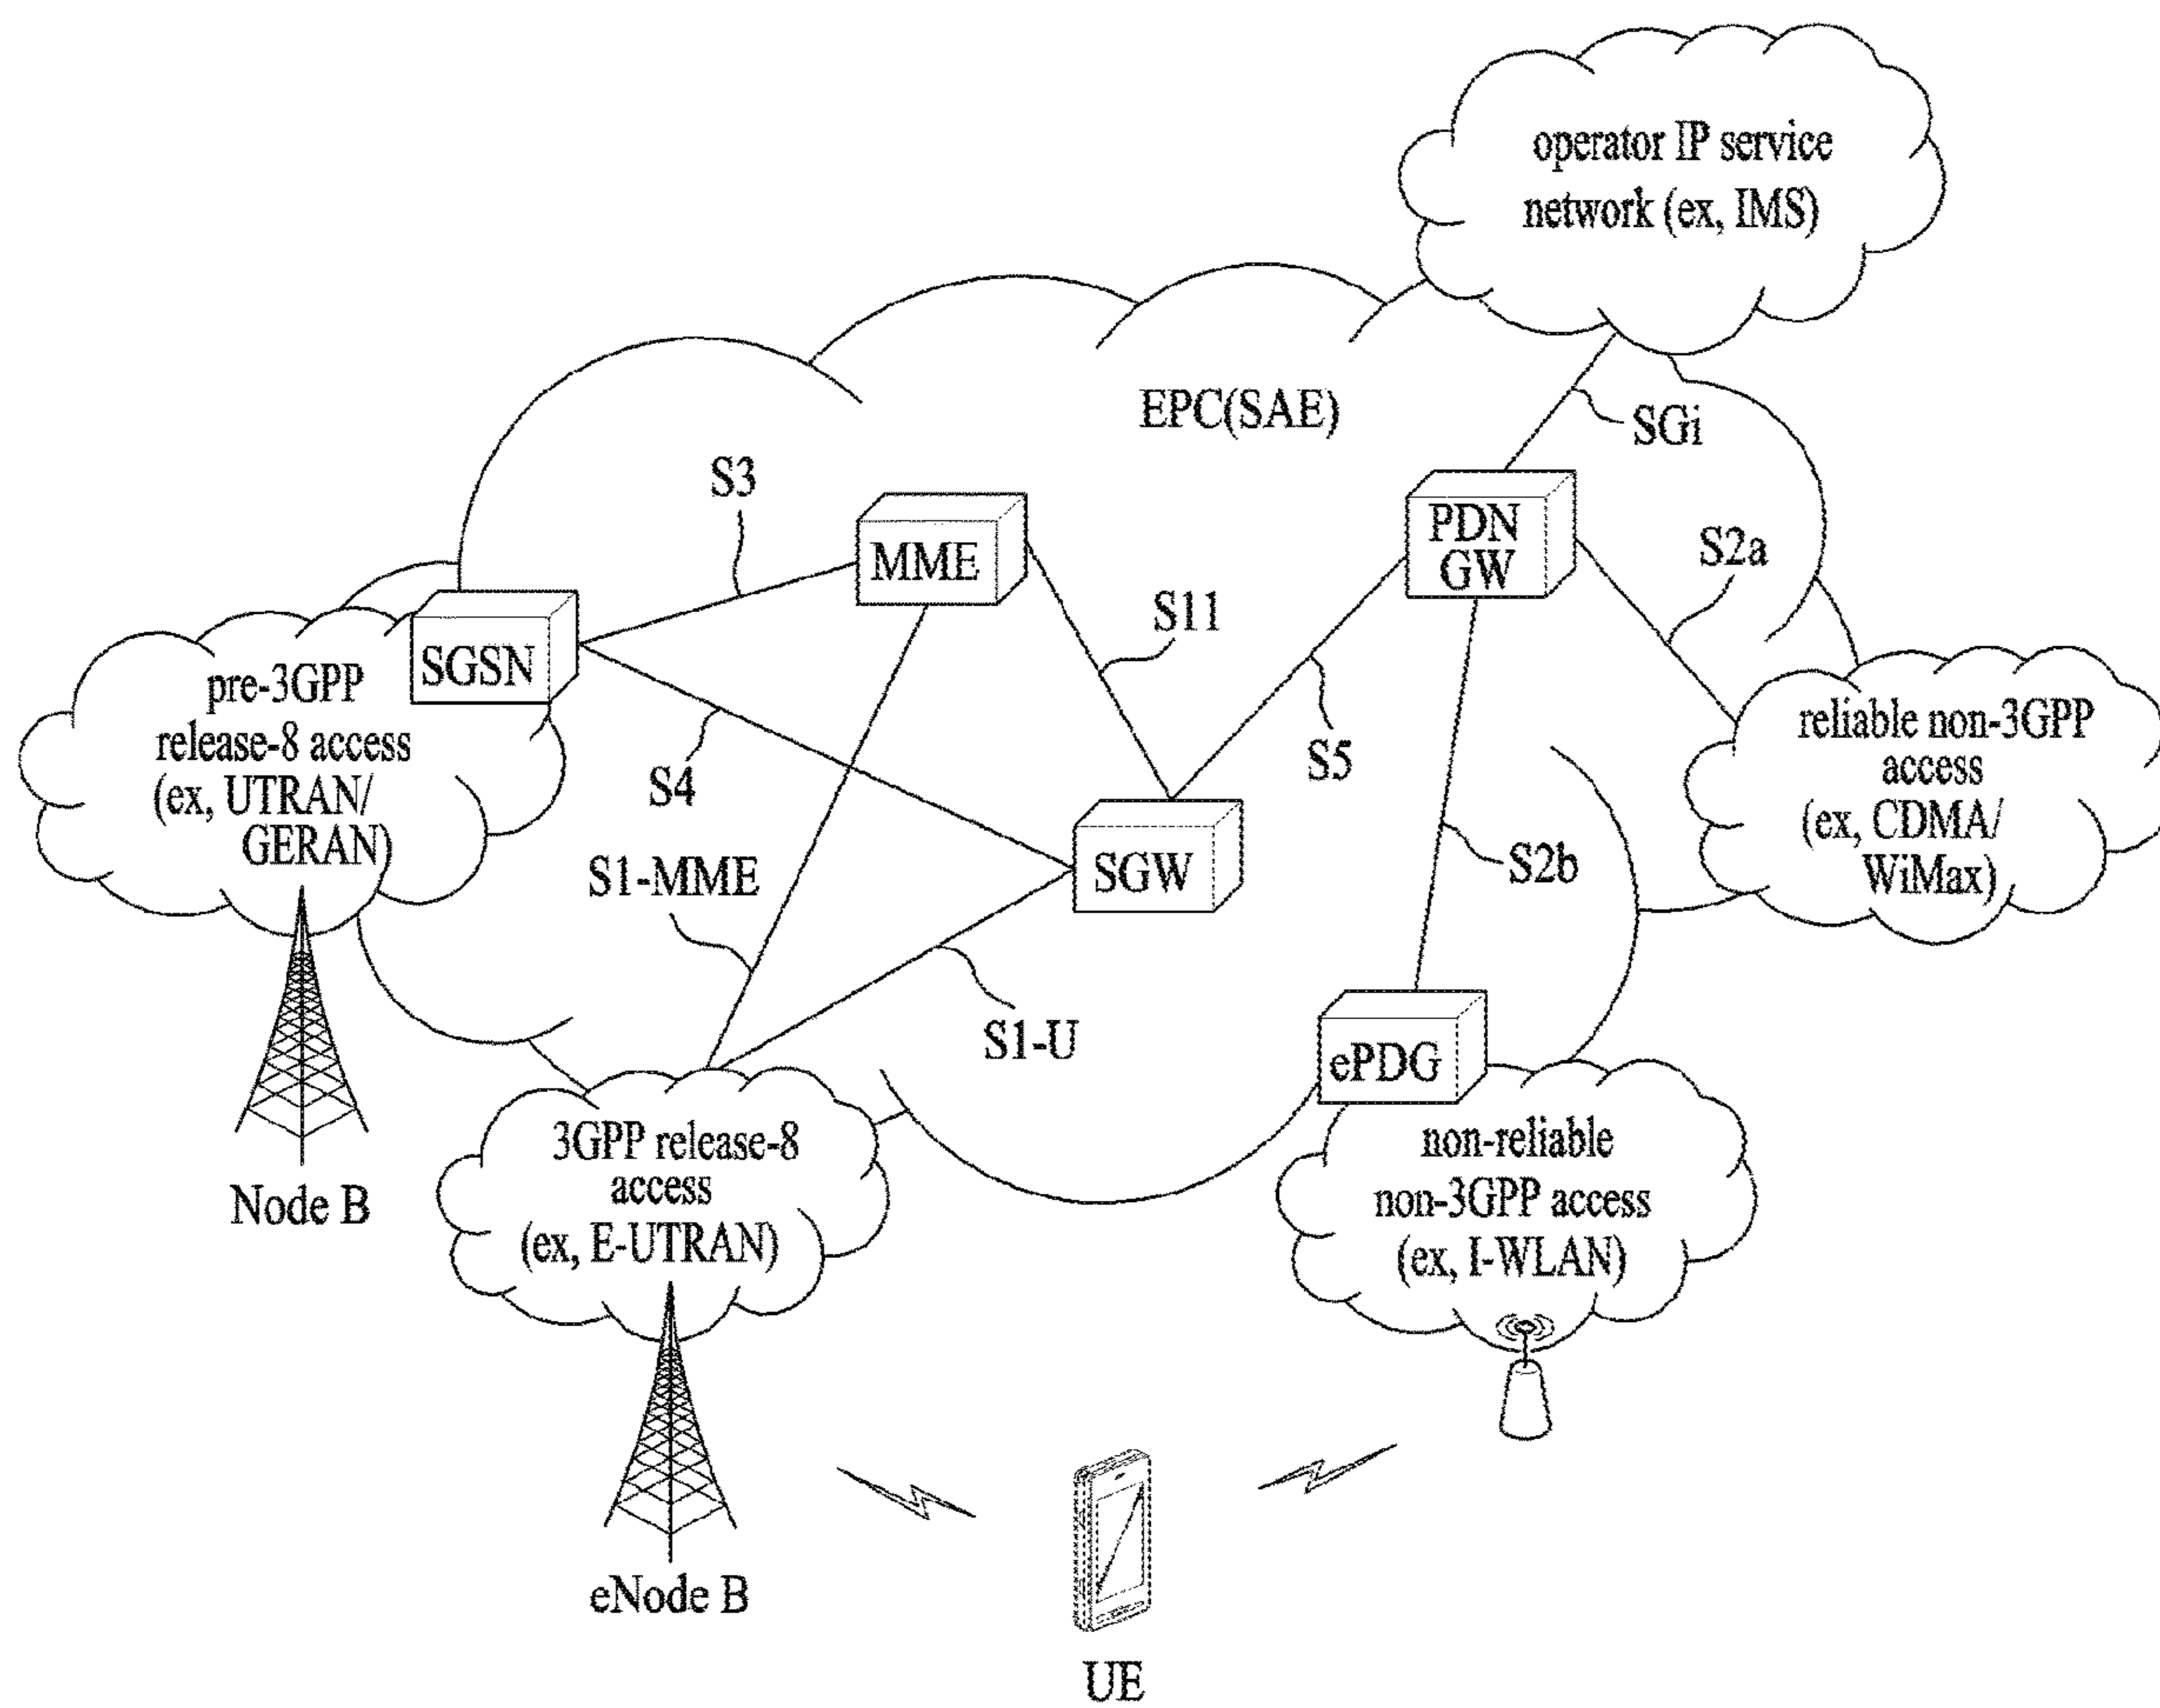 operator IP service
network (ex, IMS)
EPC(SAE)
SGi
S3
MME
PDN
GW
S2a
S11
SGSN
pre-3GPP
release-8 access
(ex, UTRAN/
GERAN)
S4
S5
reliable non-3GPP
access
(ex, CDMA/
WiMax)
S1-MME
SGW
S2b
S1-U
ePDG
Node B
3GPP release-8
access
(ex, E-UTRAN)
non-reliable
non-3GPP access
(ex, I-WLAN)
eNode B
UE